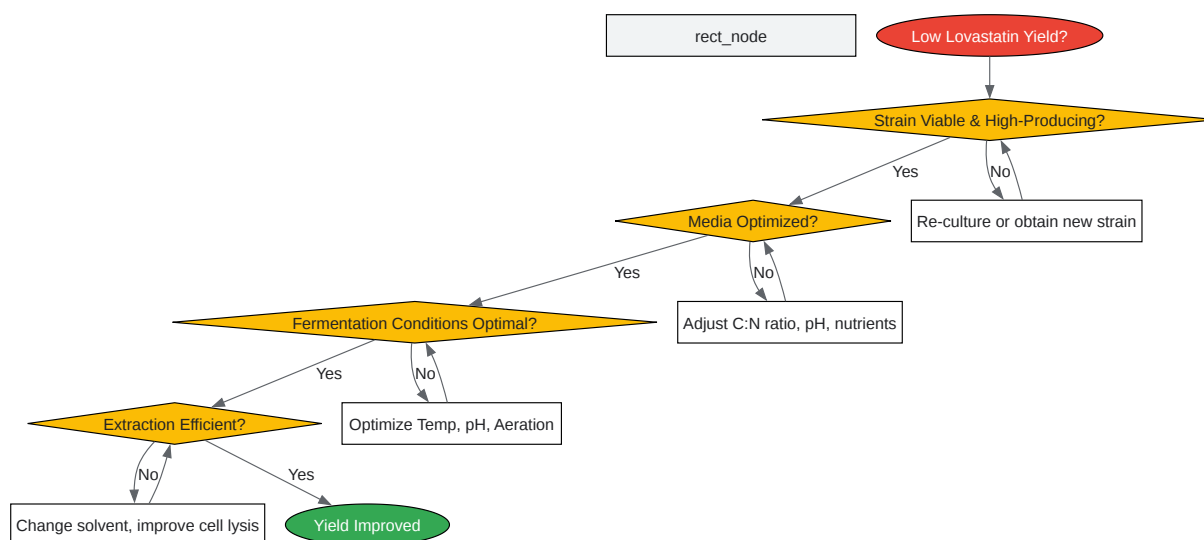 rect_node
Low Lovastatin Yield?
Strain Viable & High-Producing?
Yes
No
Media Optimized?
Re-culture or obtain new strain
Yes
No
Fermentation Conditions Optimal?
Adjust C:N ratio, pH, nutrients
Yes
No
Extraction Efficient?
Optimize Temp, pH, Aeration
No
Yes
Change solvent, improve cell lysis
Yield Improved